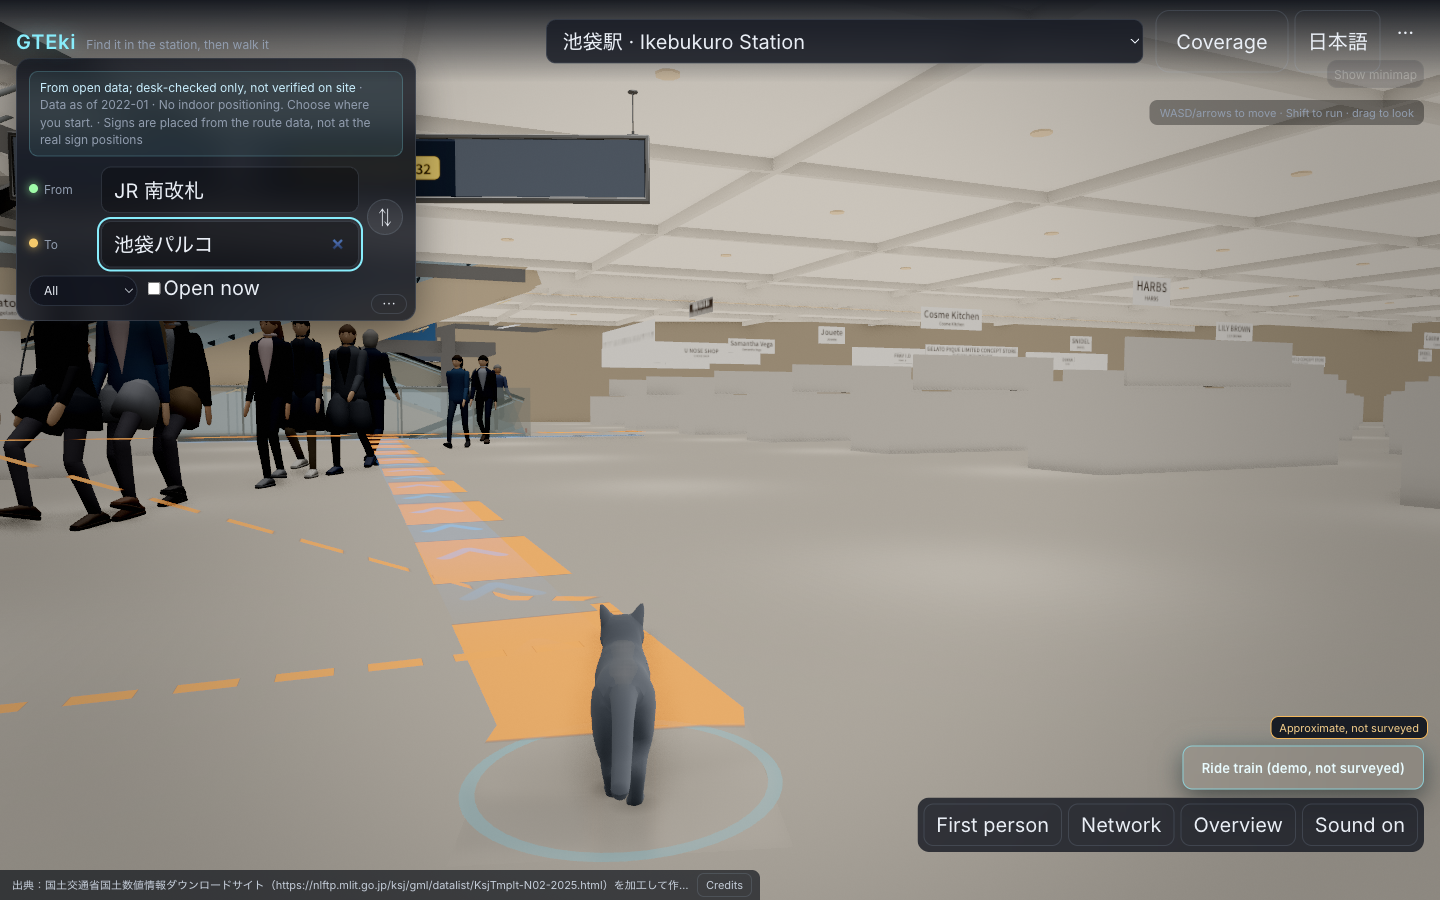 GTEki Find it in the station, then walk it
池袋駅 · Ikebukuro Station
Coverage
日本語
···
Show minimap
WASD/arrows to move · Shift to run · drag to look
From open data; desk-checked only, not verified on site ·
Data as of 2022-01 · No indoor positioning. Choose where
you start. · Signs are placed from the route data, not at the
real sign positions
From
JR 南改札
To
池袋パルコ
All
Open now
···
32
HARBS
HARBS
Cosme Kitchen
Jouete
Samantha Vega
LILY BROWN
SNIDEL
GELATO PIQUE LIMITED CONCEPT STORE
Approximate, not surveyed
Ride train (demo, not surveyed)
First person
Network
Overview
Sound on
出典：国土交通省国土数値情報ダウンロードサイト（https://nlftp.mlit.go.jp/ksj/gml/datalist/KsjTmplt-N02-2025.html）を加工して作...
Credits